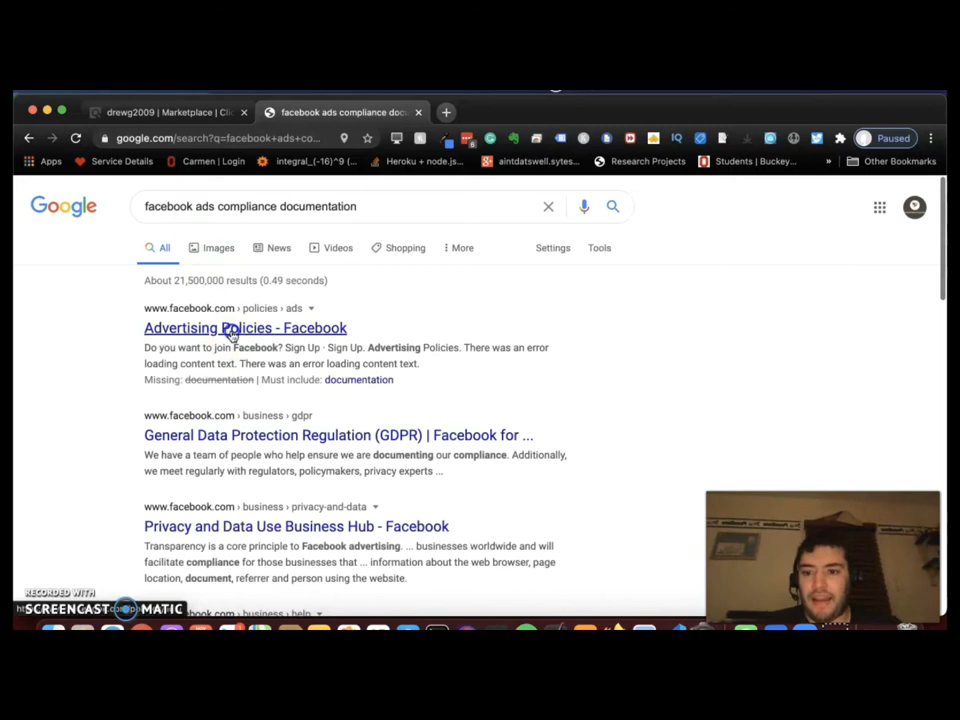 drewg2009 | Marketplace | Cli
facebook ads compliance docu
google.com/search?q=facebook+ads+co...
Paused
Apps
Service Details
Carmen | Login
integral_(-16)^9 (...
Heroku + node.js...
aintdatswell.sytes...
Research Projects
Students | Buckey...
»
Other Bookmarks
Google
facebook ads compliance documentation
All
Images
News
Videos
Shopping
More
Settings
Tools
About 21,500,000 results (0.49 seconds)
www.facebook.com › policies › ads
Advertising Policies - Facebook
Do you want to join Facebook? Sign Up · Sign Up. Advertising Policies. There was an error
loading content text. There was an error loading content text.
Missing: documentation | Must include: documentation
www.facebook.com › business › gdpr
General Data Protection Regulation (GDPR) | Facebook for ...
We have a team of people who help ensure we are documenting our compliance. Additionally,
we meet regularly with regulators, policymakers, privacy experts ...
www.facebook.com › business › privacy-and-data
Privacy and Data Use Business Hub - Facebook
Transparency is a core principle to Facebook advertising. ... businesses worldwide and will
facilitate compliance for those businesses that ... information about the web browser, page
location, document, referrer and person using the website.
RECORDED WITH
SCREENCAST MATIC
cebook.com › business › help